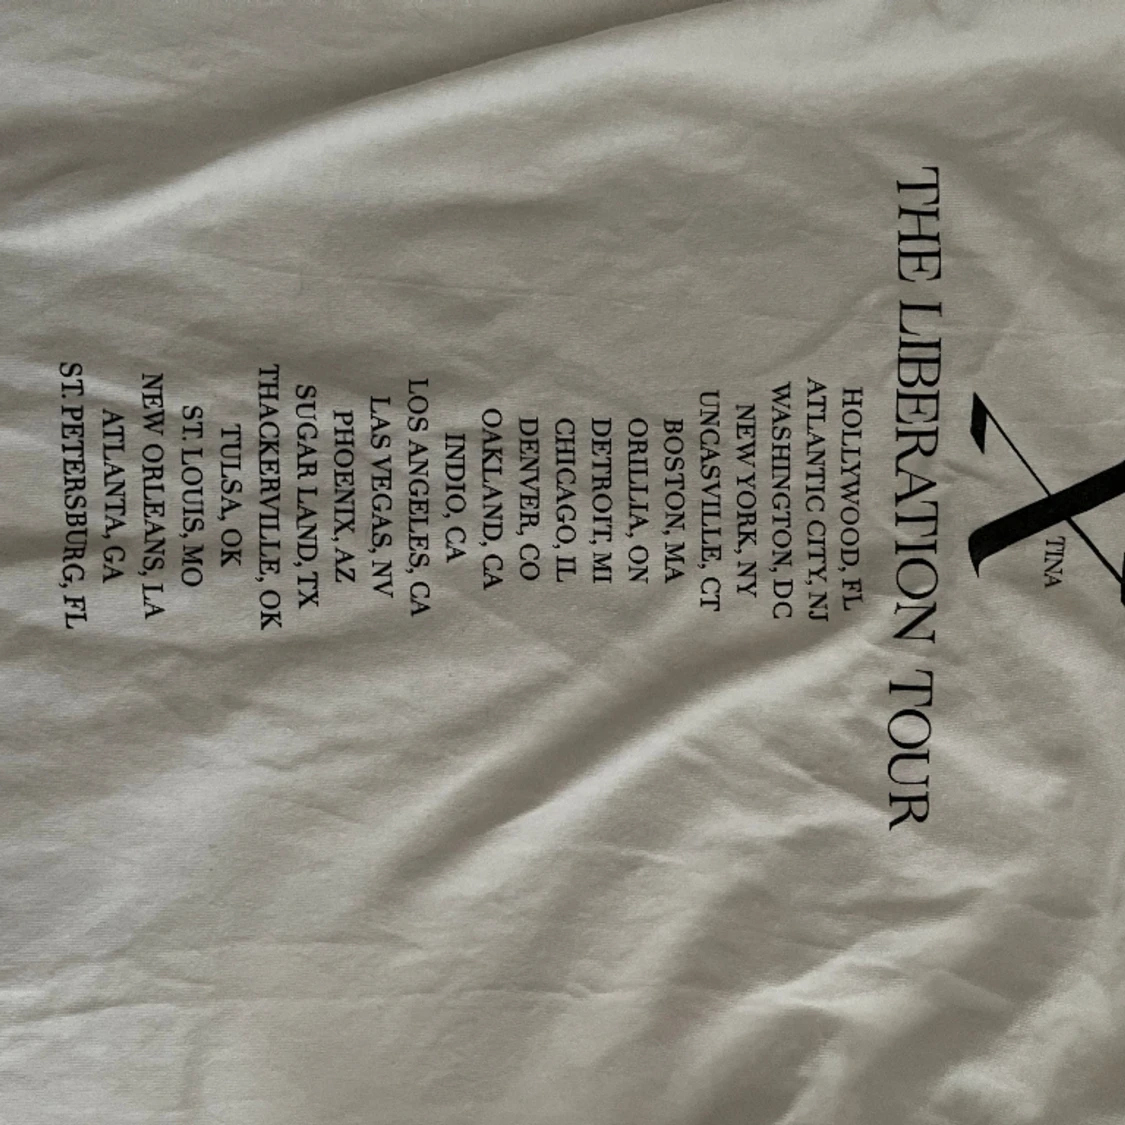 TINA
THE LIBERATION TOUR
HOLLYWOOD, FL
ATLANTIC CITY, NJ
WASHINGTON, DC
NEW YORK, NY
UNCASVILLE, CT
BOSTON, MA
ORILLIA, ON
DETROIT, MI
CHICAGO, IL
DENVER, CO
OAKLAND, CA
INDIO, CA
LOS ANGELES, CA
LAS VEGAS, NV
PHOENIX, AZ
SUGAR LAND, TX
THACKERVILLE, OK
TULSA, OK
ST. LOUIS, MO
NEW ORLEANS, LA
ATLANTA, GA
ST. PETERSBURG, FL